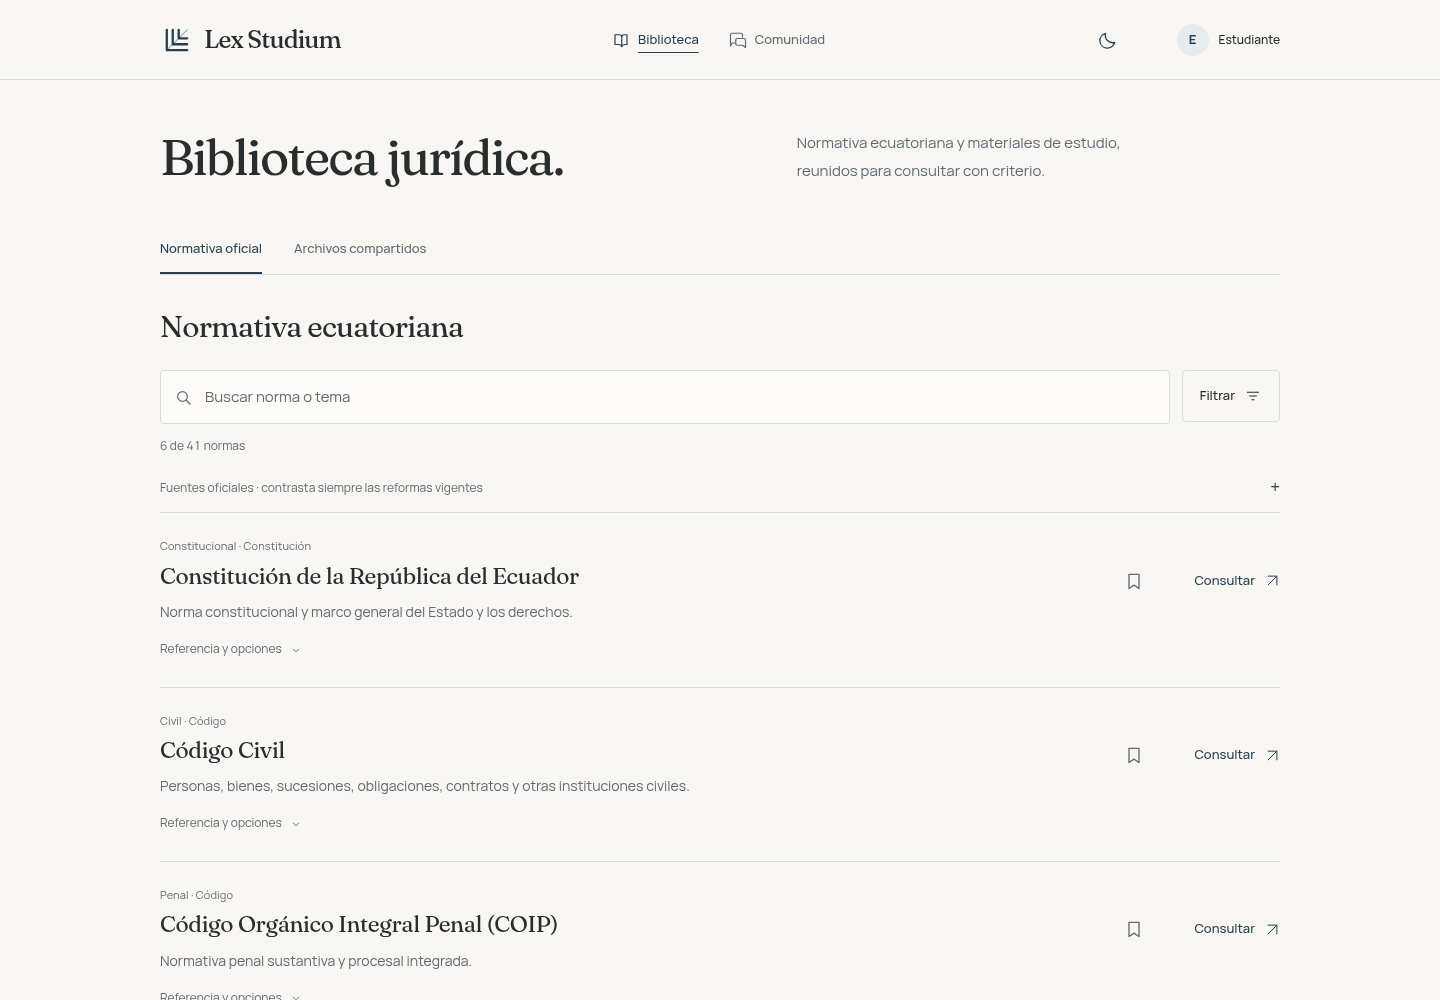 Lex Studium
Biblioteca
Comunidad
E
Estudiante
Biblioteca jurídica.
Normativa ecuatoriana y materiales de estudio,
reunidos para consultar con criterio.
Normativa oficial
Archivos compartidos
Normativa ecuatoriana
Buscar norma o tema
Filtrar
6 de 41 normas
Fuentes oficiales · contrasta siempre las reformas vigentes
+
Constitucional · Constitución
Constitución de la República del Ecuador
Norma constitucional y marco general del Estado y los derechos.
Referencia y opciones
Consultar
Civil · Código
Código Civil
Personas, bienes, sucesiones, obligaciones, contratos y otras instituciones civiles.
Referencia y opciones
Consultar
Penal · Código
Código Orgánico Integral Penal (COIP)
Normativa penal sustantiva y procesal integrada.
Referencia y opciones
Consultar